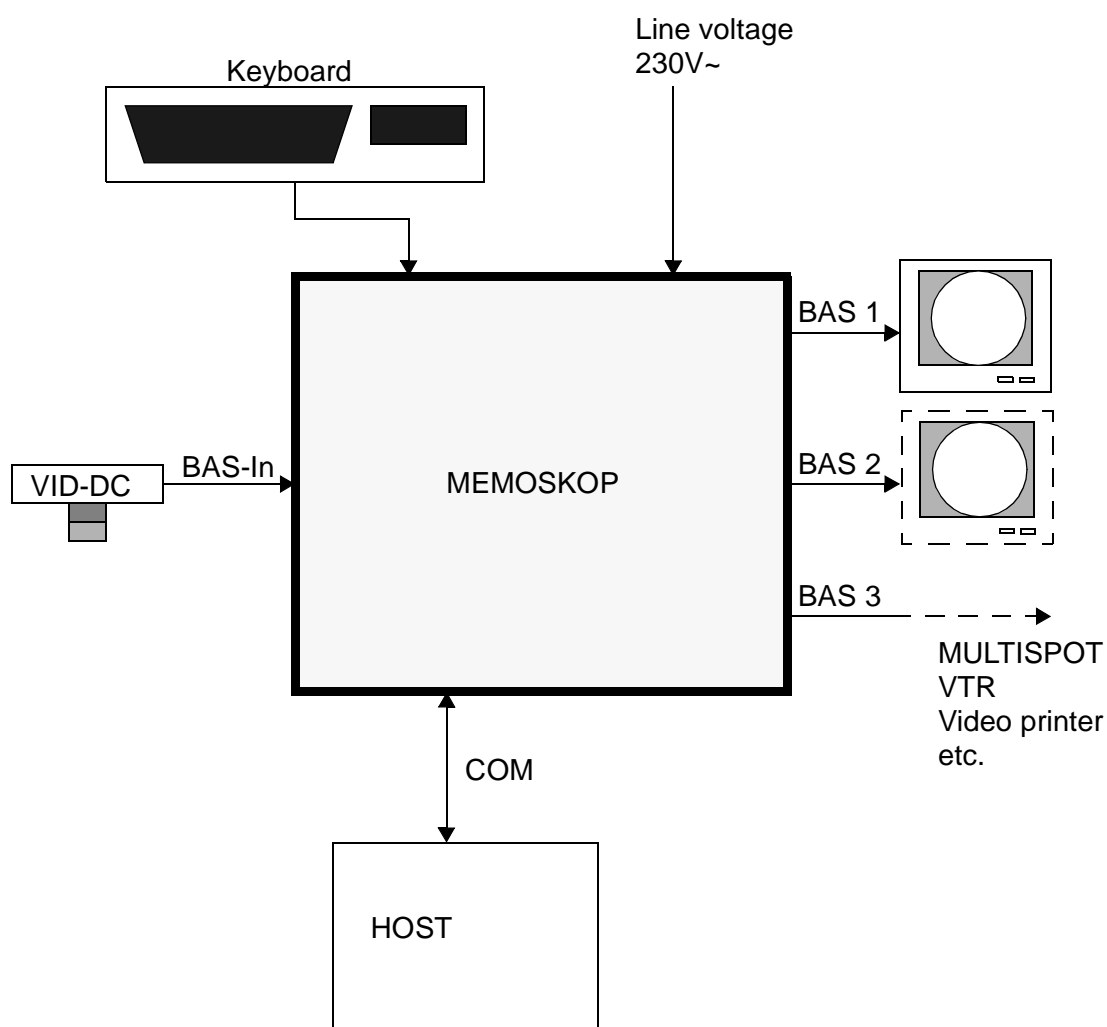 Line voltage
230V~
Keyboard
BAS 1
BAS-In
VID-DC
MEMOSKOP
BAS 2
BAS 3
MULTISPOT
VTR
Video printer
etc.
COM
HOST